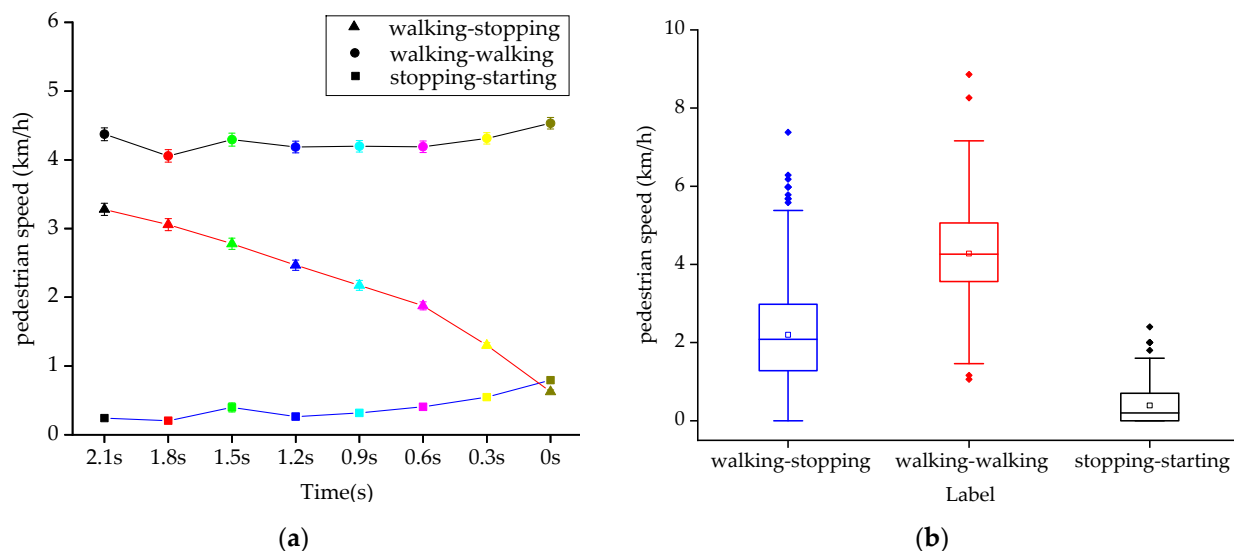 6
5
4
3
2
1
0
pedestrian speed (km/h)
walking-stopping
walking-walking
stopping-starting
2.1s 1.8s 1.5s 1.2s 0.9s 0.6s 0.3s 0s
Time(s)
(a)
10
8
6
4
2
0
pedestrian speed (km/h)
walking-stopping walking-walking stopping-starting
Label
(b)